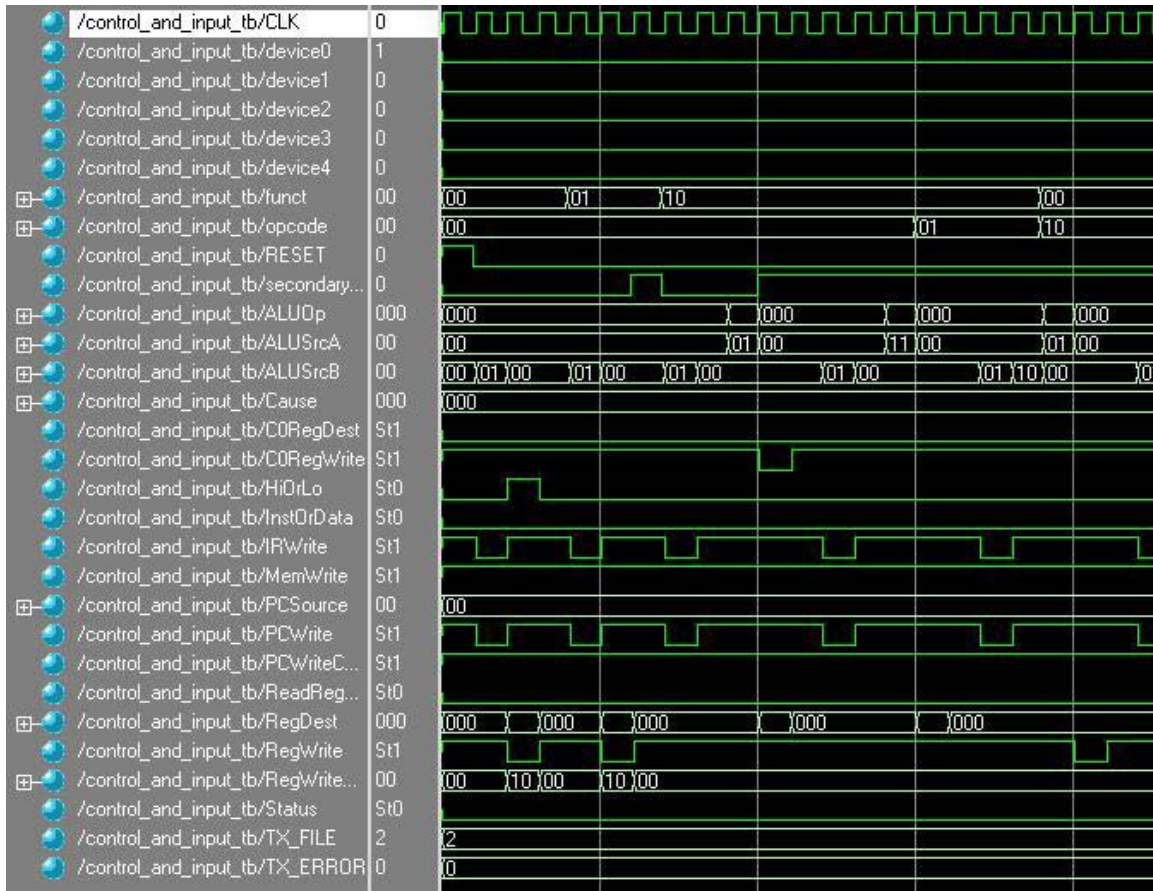 /control_and_input_tb/CLK 0
/control_and_input_tb/device0 1
/control_and_input_tb/device1 0
/control_and_input_tb/device2 0
/control_and_input_tb/device3 0
/control_and_input_tb/device4 0
/control_and_input_tb/funct 00 00 01 10 00
/control_and_input_tb/opcode 00 00 01 10
/control_and_input_tb/RESET 0
/control_and_input_tb/secondary... 0
/control_and_input_tb/ALUOp 000 000 000 000 000
/control_and_input_tb/ALUSrcA 00 00 01 00 11 00 01 00
/control_and_input_tb/ALUSrcB 00 00 01 00 01 00 01 00 01 00 01 10 00
/control_and_input_tb/Cause 000 000
/control_and_input_tb/C0RegDest St1
/control_and_input_tb/C0RegWrite St1
/control_and_input_tb/HiOrLo St0
/control_and_input_tb/InstOrData St0
/control_and_input_tb/IRWrite St1
/control_and_input_tb/MemWrite St1
/control_and_input_tb/PCSource 00 00
/control_and_input_tb/PCWrite St1
/control_and_input_tb/PCWriteC... St1
/control_and_input_tb/ReadReg... St0
/control_and_input_tb/RegDest 000 000 000 000 000 000
/control_and_input_tb/RegWrite St1
/control_and_input_tb/RegWrite... 00 00 10 00 10 00
/control_and_input_tb/Status St0
/control_and_input_tb/TX_FILE 2 2
/control_and_input_tb/TX_ERROR 0 0